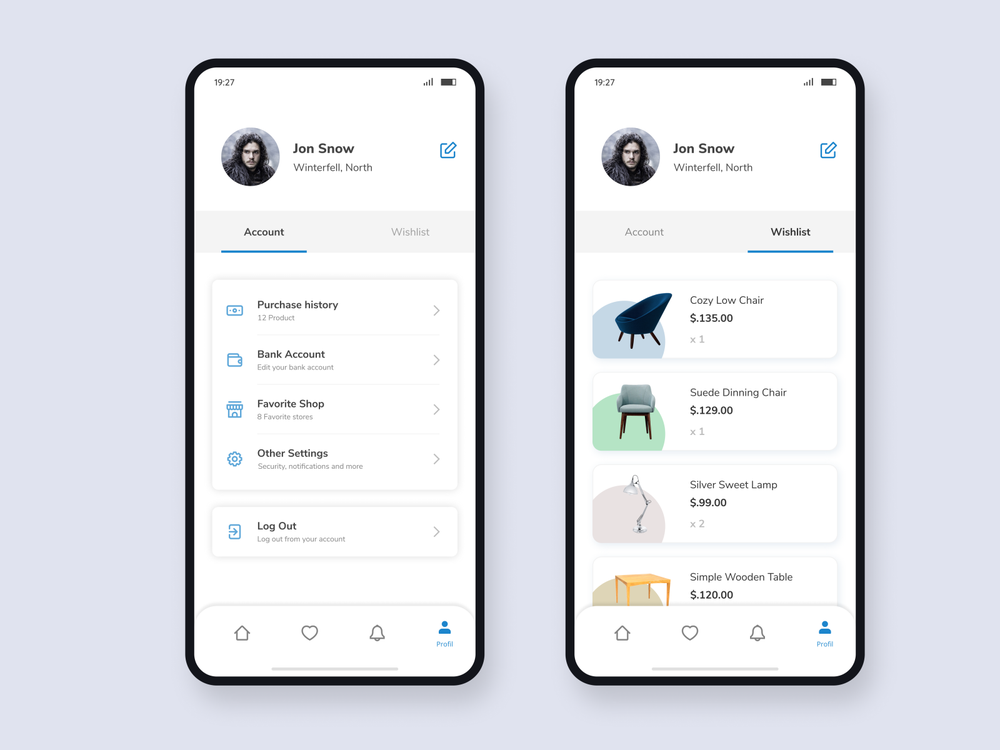 19:27
Jon Snow
Winterfell, North
Account
Wishlist
Purchase history
12 Product
Bank Account
Edit your bank account
Favorite Shop
8 Favorite stores
Other Settings
Security, notifications and more
Log Out
Log out from your account
Profil
19:27
Jon Snow
Winterfell, North
Account
Wishlist
Cozy Low Chair
$.135.00
x 1
Suede Dinning Chair
$.129.00
x 1
Silver Sweet Lamp
$.99.00
x 2
Simple Wooden Table
$.120.00
Profil